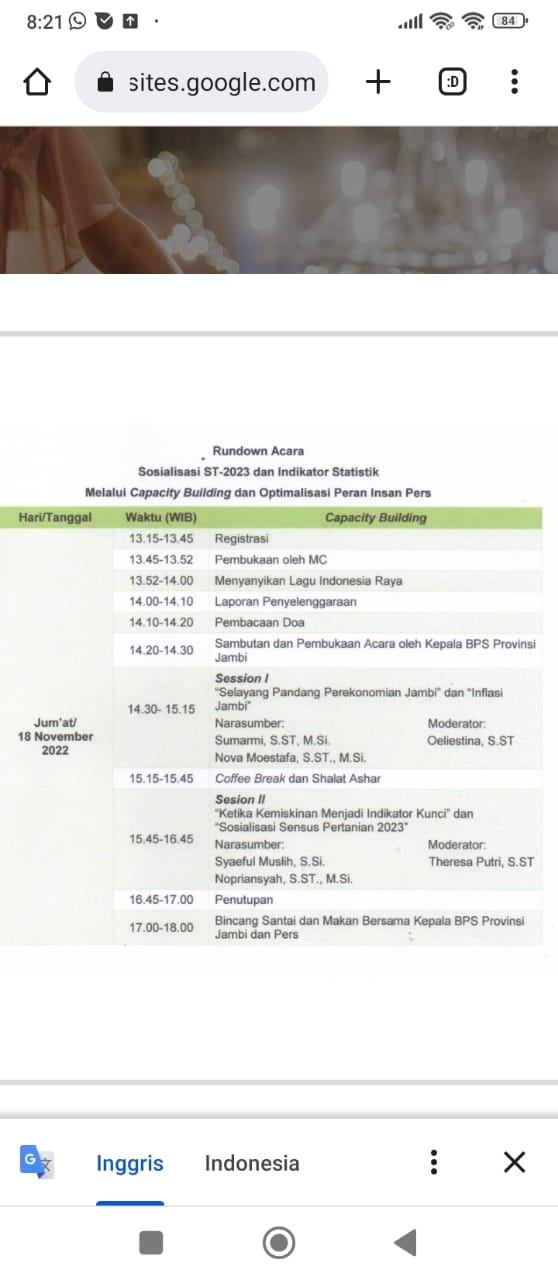 8:21
84
sites.google.com
:D
Rundown Acara
Sosialisasi ST-2023 dan Indikator Statistik
Melalui Capacity Building dan Optimalisasi Peran Insan Pers
Hari/Tanggal Waktu (WIB) Capacity Building
13.15-13.45 Registrasi
13.45-13.52 Pembukaan oleh MC
13.52-14.00 Menyanyikan Lagu Indonesia Raya
14.00-14.10 Laporan Penyelenggaraan
14.10-14.20 Pembacaan Doa
14.20-14.30 Sambutan dan Pembukaan Acara oleh Kepala BPS Provinsi
Jambi
Session I
"Selayang Pandang Perekonomian Jambi" dan "Inflasi
14.30- 15.15 Jambi"
Jum'at/ Narasumber: Moderator:
18 November Sumarmi, S.ST, M.Si. Oeliestina, S.ST
2022 Nova Moestafa, S.ST., M.Si.
15.15-15.45 Coffee Break dan Shalat Ashar
Sesion II
"Ketika Kemiskinan Menjadi Indikator Kunci" dan
"Sosialisasi Sensus Pertanian 2023"
15.45-16.45 Narasumber: Moderator:
Syaeful Muslih, S.Si. Theresa Putri, S.ST
Nopriansyah, S.ST., M.Si.
16.45-17.00 Penutupan
17.00-18.00 Bincang Santai dan Makan Bersama Kepala BPS Provinsi
Jambi dan Pers
G 文 Inggris Indonesia